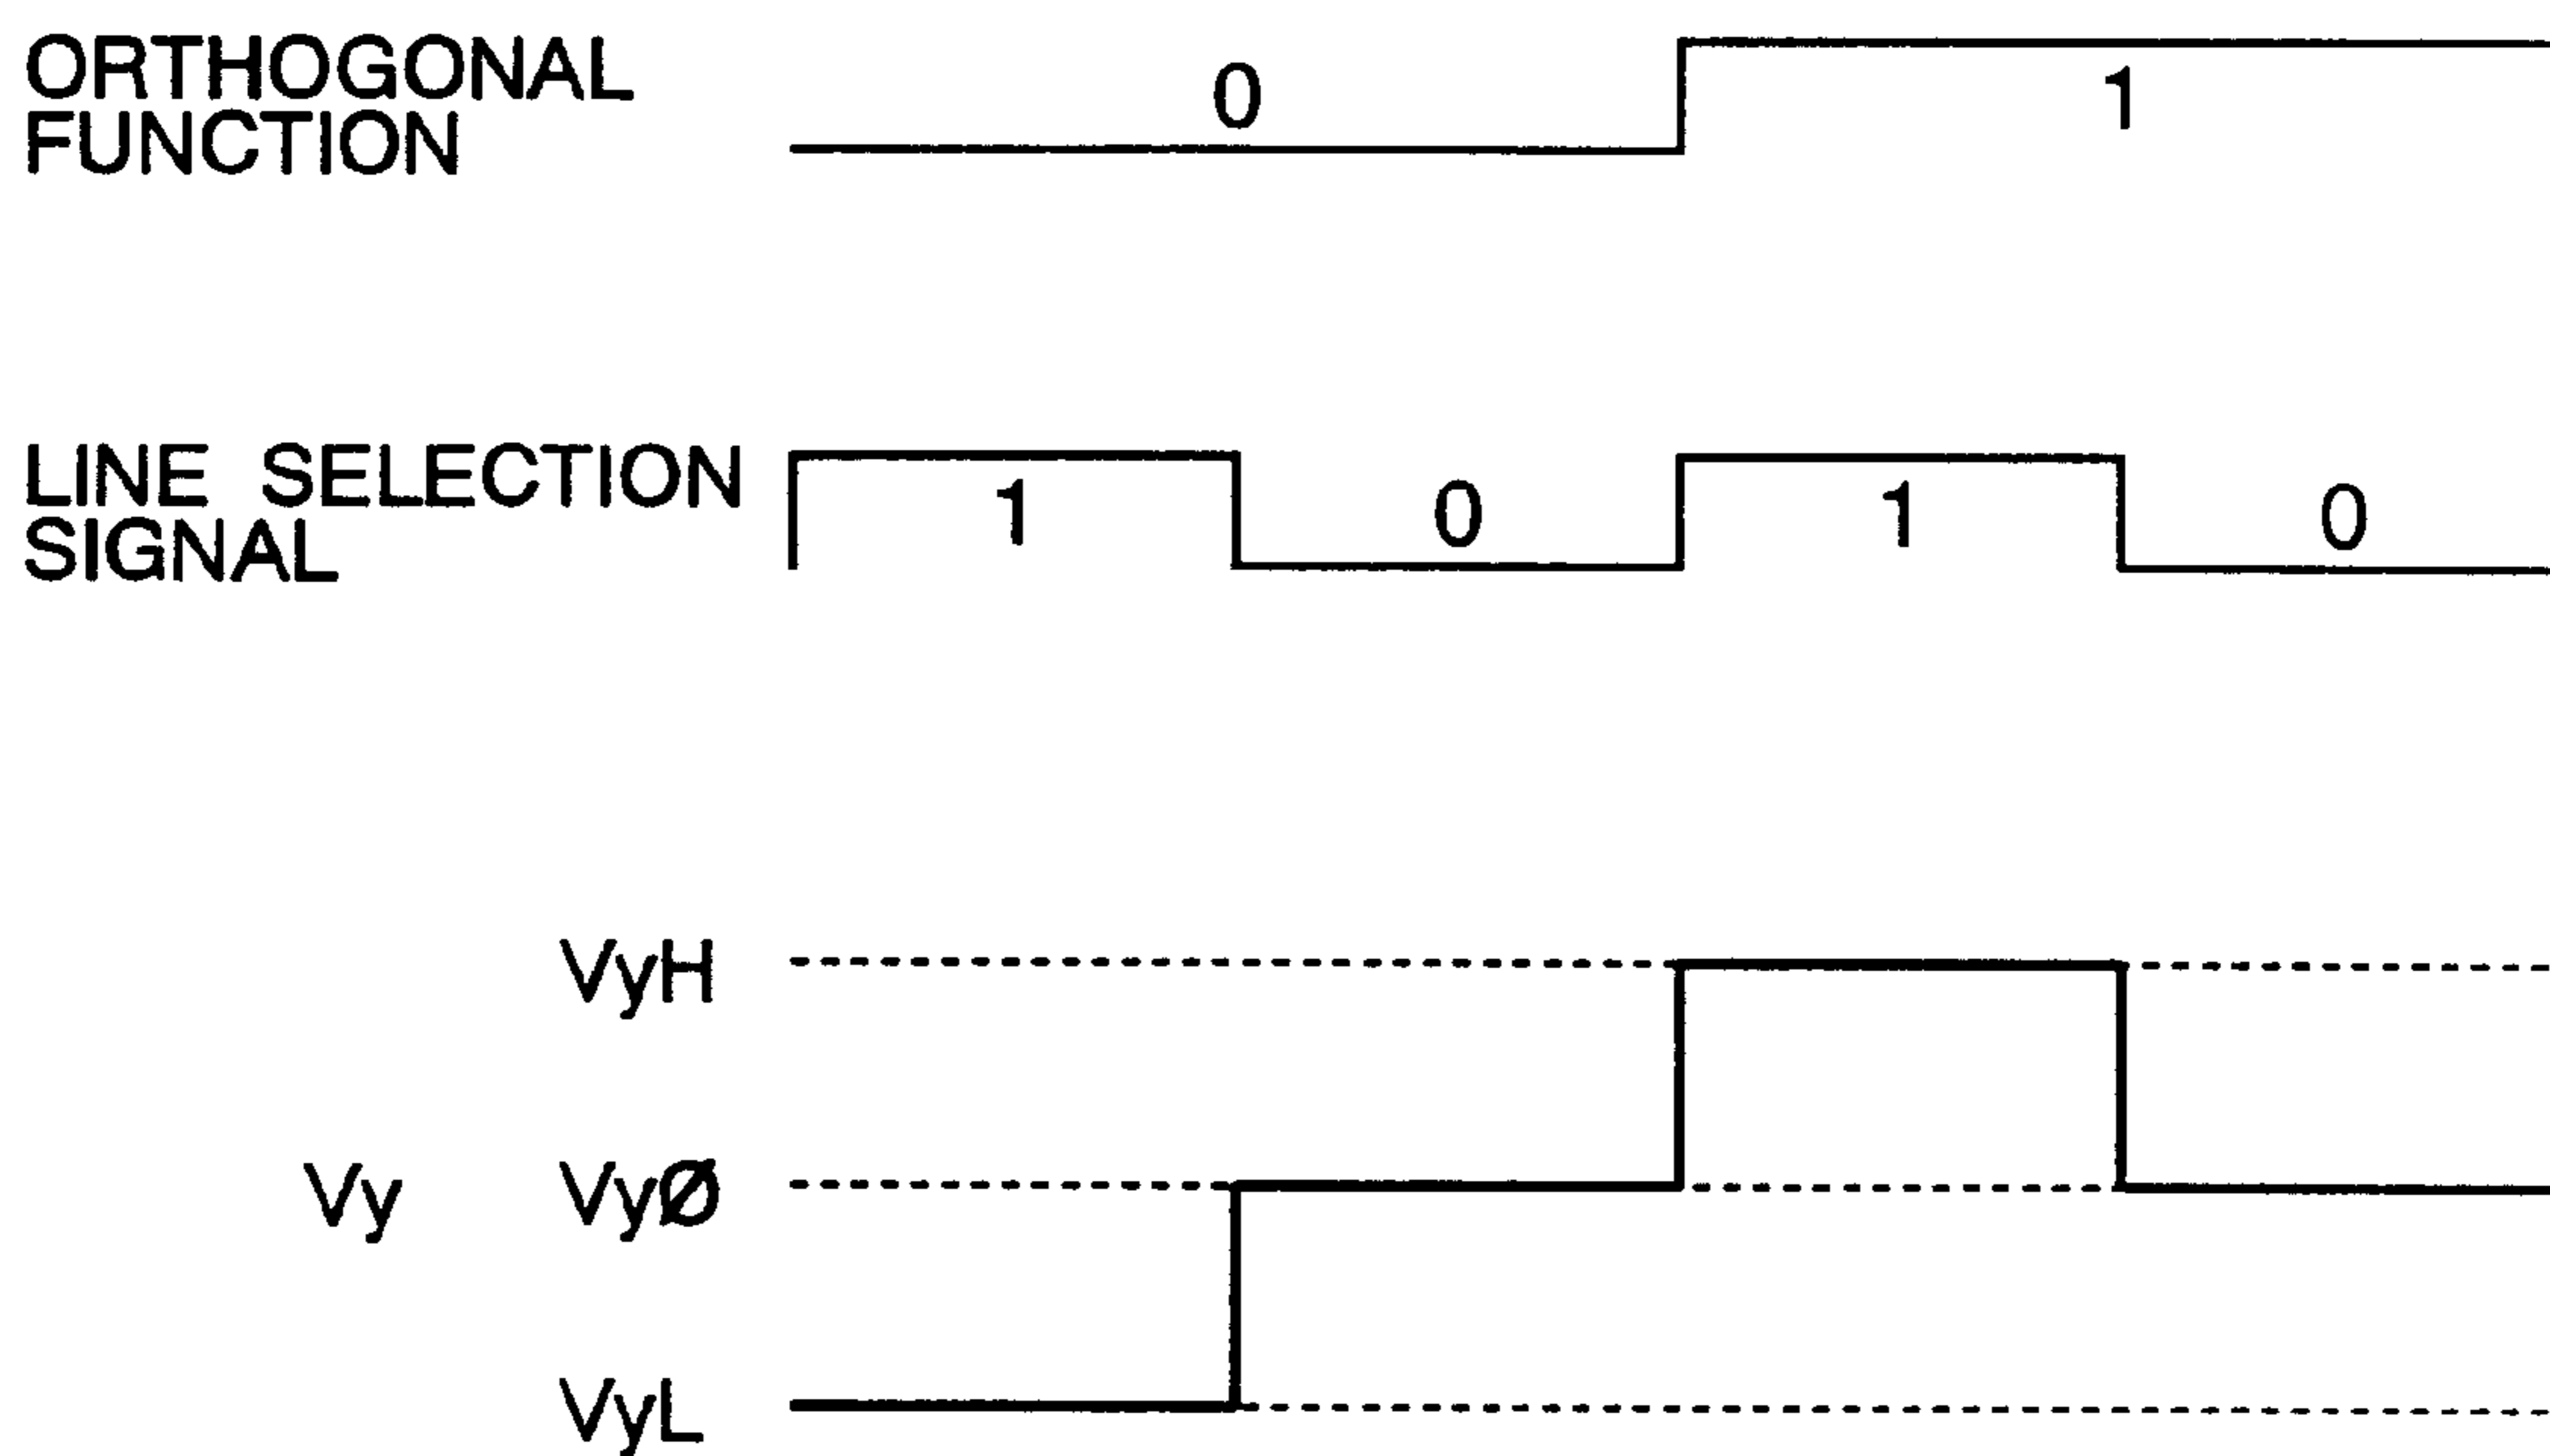 ORTHOGONAL
FUNCTION
0
1
LINE SELECTION
SIGNAL
1
0
1
0
VyH
Vy
VyØ
VyL